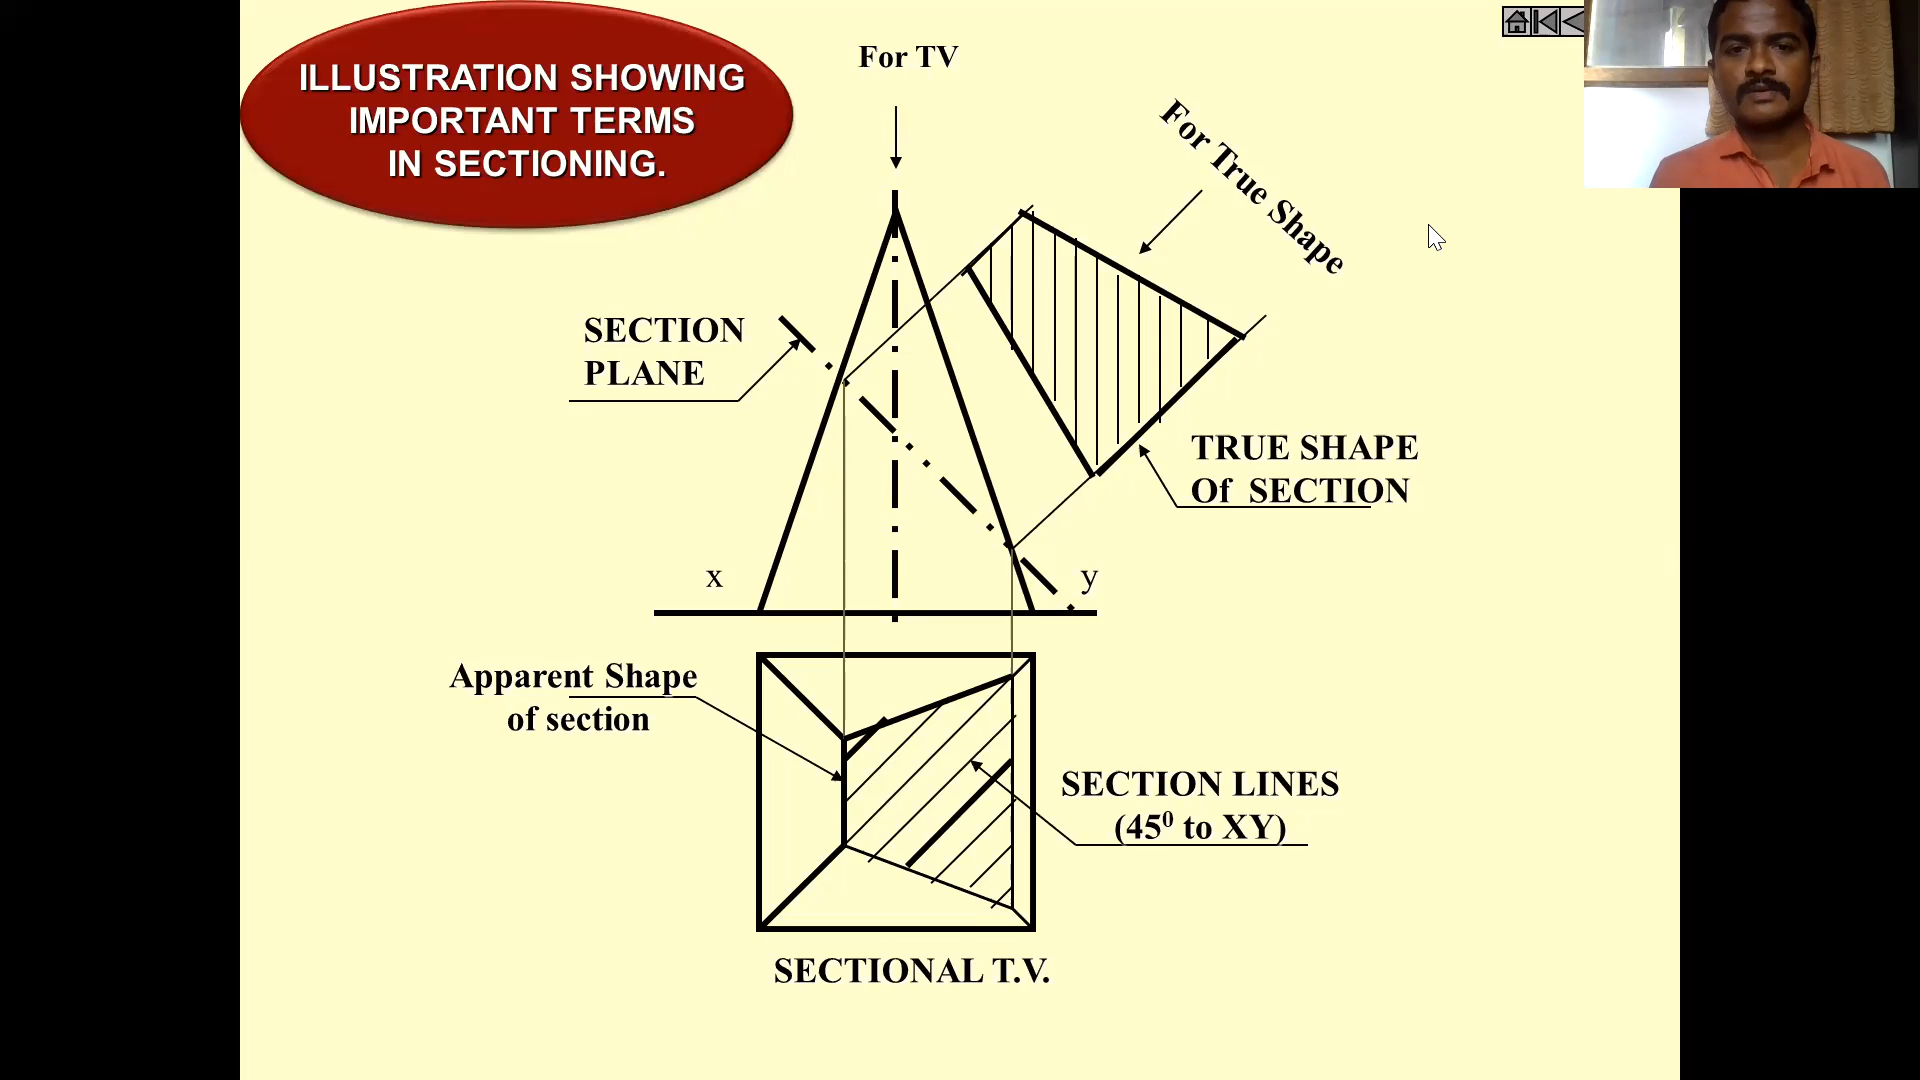 ILLUSTRATION SHOWING
IMPORTANT TERMS
IN SECTIONING.
For TV
For True Shape
SECTION
PLANE
TRUE SHAPE
Of SECTION
x
y
Apparent Shape
of section
SECTION LINES
(45⁰ to XY)
SECTIONAL T.V.